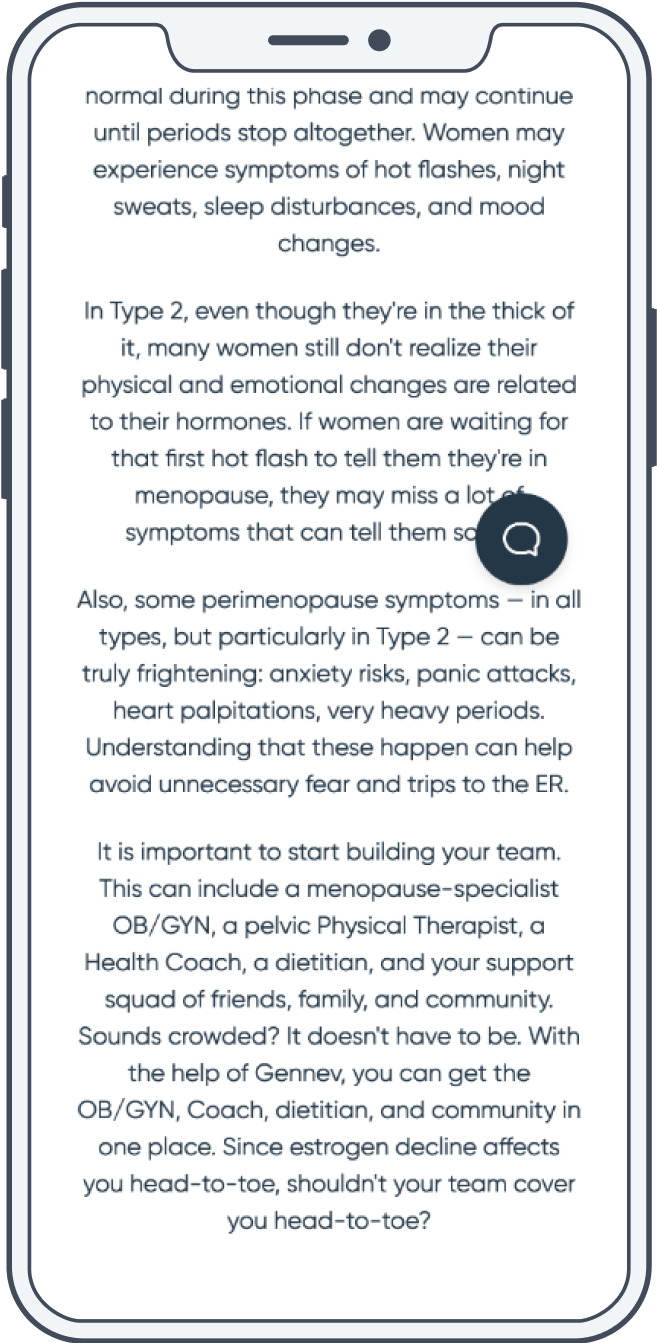 normal during this phase and may continue
until periods stop altogether. Women may
experience symptoms of hot flashes, night
sweats, sleep disturbances, and mood
changes.
In Type 2, even though they're in the thick of
it, many women still don't realize their
physical and emotional changes are related
to their hormones. If women are waiting for
that first hot flash to tell them they're in
menopause, they may miss a lot of
symptoms that can tell them
Also, some perimenopause symptoms — in all
types, but particularly in Type 2 — can be
truly frightening: anxiety risks, panic attacks,
heart palpitations, very heavy periods.
Understanding that these happen can help
avoid unnecessary fear and trips to the ER.
It is important to start building your team.
This can include a menopause-specialist
OB/GYN, a pelvic Physical Therapist, a
Health Coach, a dietitian, and your support
squad of friends, family, and community.
Sounds crowded? It doesn't have to be. With
the help of Gennev, you can get the
OB/GYN, Coach, dietitian, and community in
one place. Since estrogen decline affects
you head-to-toe, shouldn't your team cover
you head-to-toe?